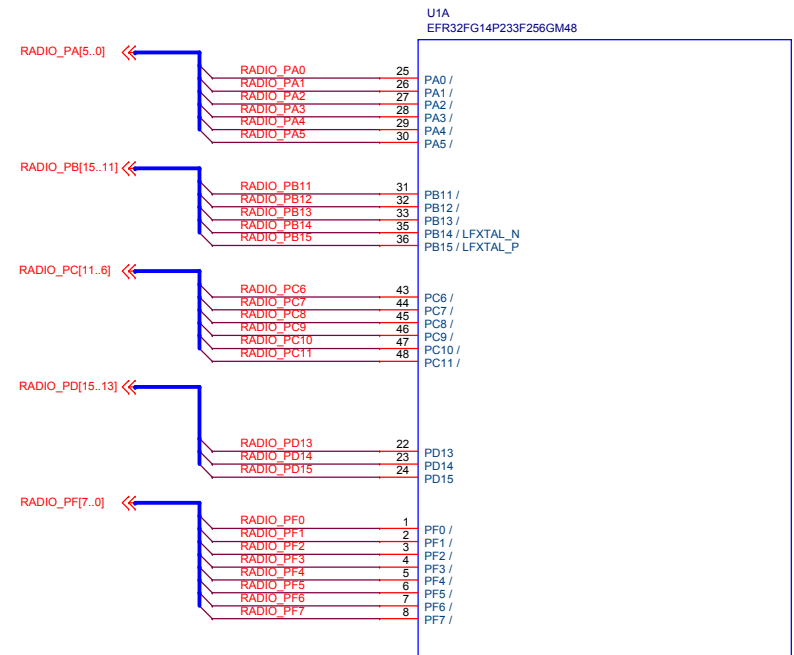 U1A
EFR32FG14P233F256GM48
RADIO_PA[5..0]
RADIO_PA0 25 PA0 /
RADIO_PA1 26 PA1 /
RADIO_PA2 27 PA2 /
RADIO_PA3 28 PA3 /
RADIO_PA4 29 PA4 /
RADIO_PA5 30 PA5 /
RADIO_PB[15..11]
RADIO_PB11 31 PB11 /
RADIO_PB12 32 PB12 /
RADIO_PB13 33 PB13 /
RADIO_PB14 35 PB14 / LFXTAL_N
RADIO_PB15 36 PB15 / LFXTAL_P
RADIO_PC[11..6]
RADIO_PC6 43 PC6 /
RADIO_PC7 44 PC7 /
RADIO_PC8 45 PC8 /
RADIO_PC9 46 PC9 /
RADIO_PC10 47 PC10 /
RADIO_PC11 48 PC11 /
RADIO_PD[15..13]
RADIO_PD13 22 PD13
RADIO_PD14 23 PD14
RADIO_PD15 24 PD15
RADIO_PF[7..0]
RADIO_PF0 1 PF0 /
RADIO_PF1 2 PF1 /
RADIO_PF2 3 PF2 /
RADIO_PF3 4 PF3 /
RADIO_PF4 5 PF4 /
RADIO_PF5 6 PF5 /
RADIO_PF6 7 PF6 /
RADIO_PF7 8 PF7 /